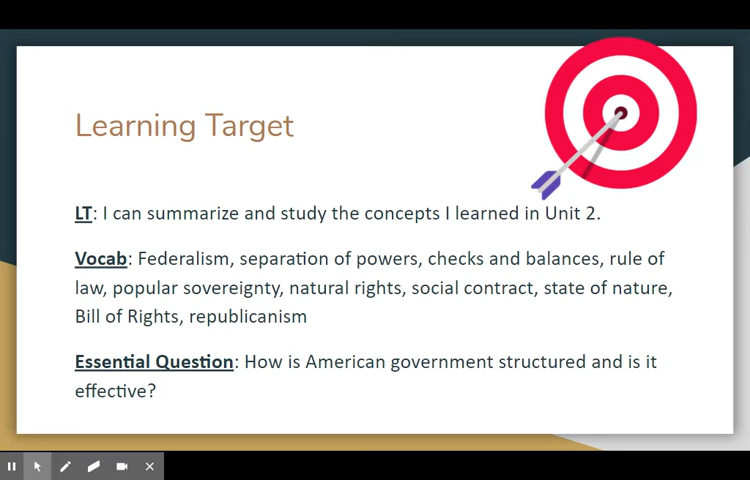 Learning Target
LT: I can summarize and study the concepts I learned in Unit 2.
Vocab: Federalism, separation of powers, checks and balances, rule of
law, popular sovereignty, natural rights, social contract, state of nature,
Bill of Rights, republicanism
Essential Question: How is American government structured and is it
effective?